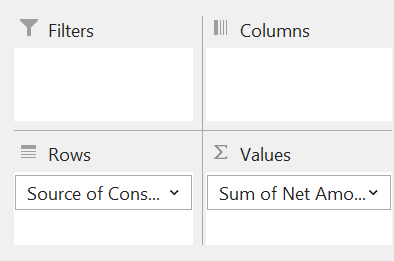 Filters
Columns
Rows
Σ Values
Source of Cons...
Sum of Net Amo...